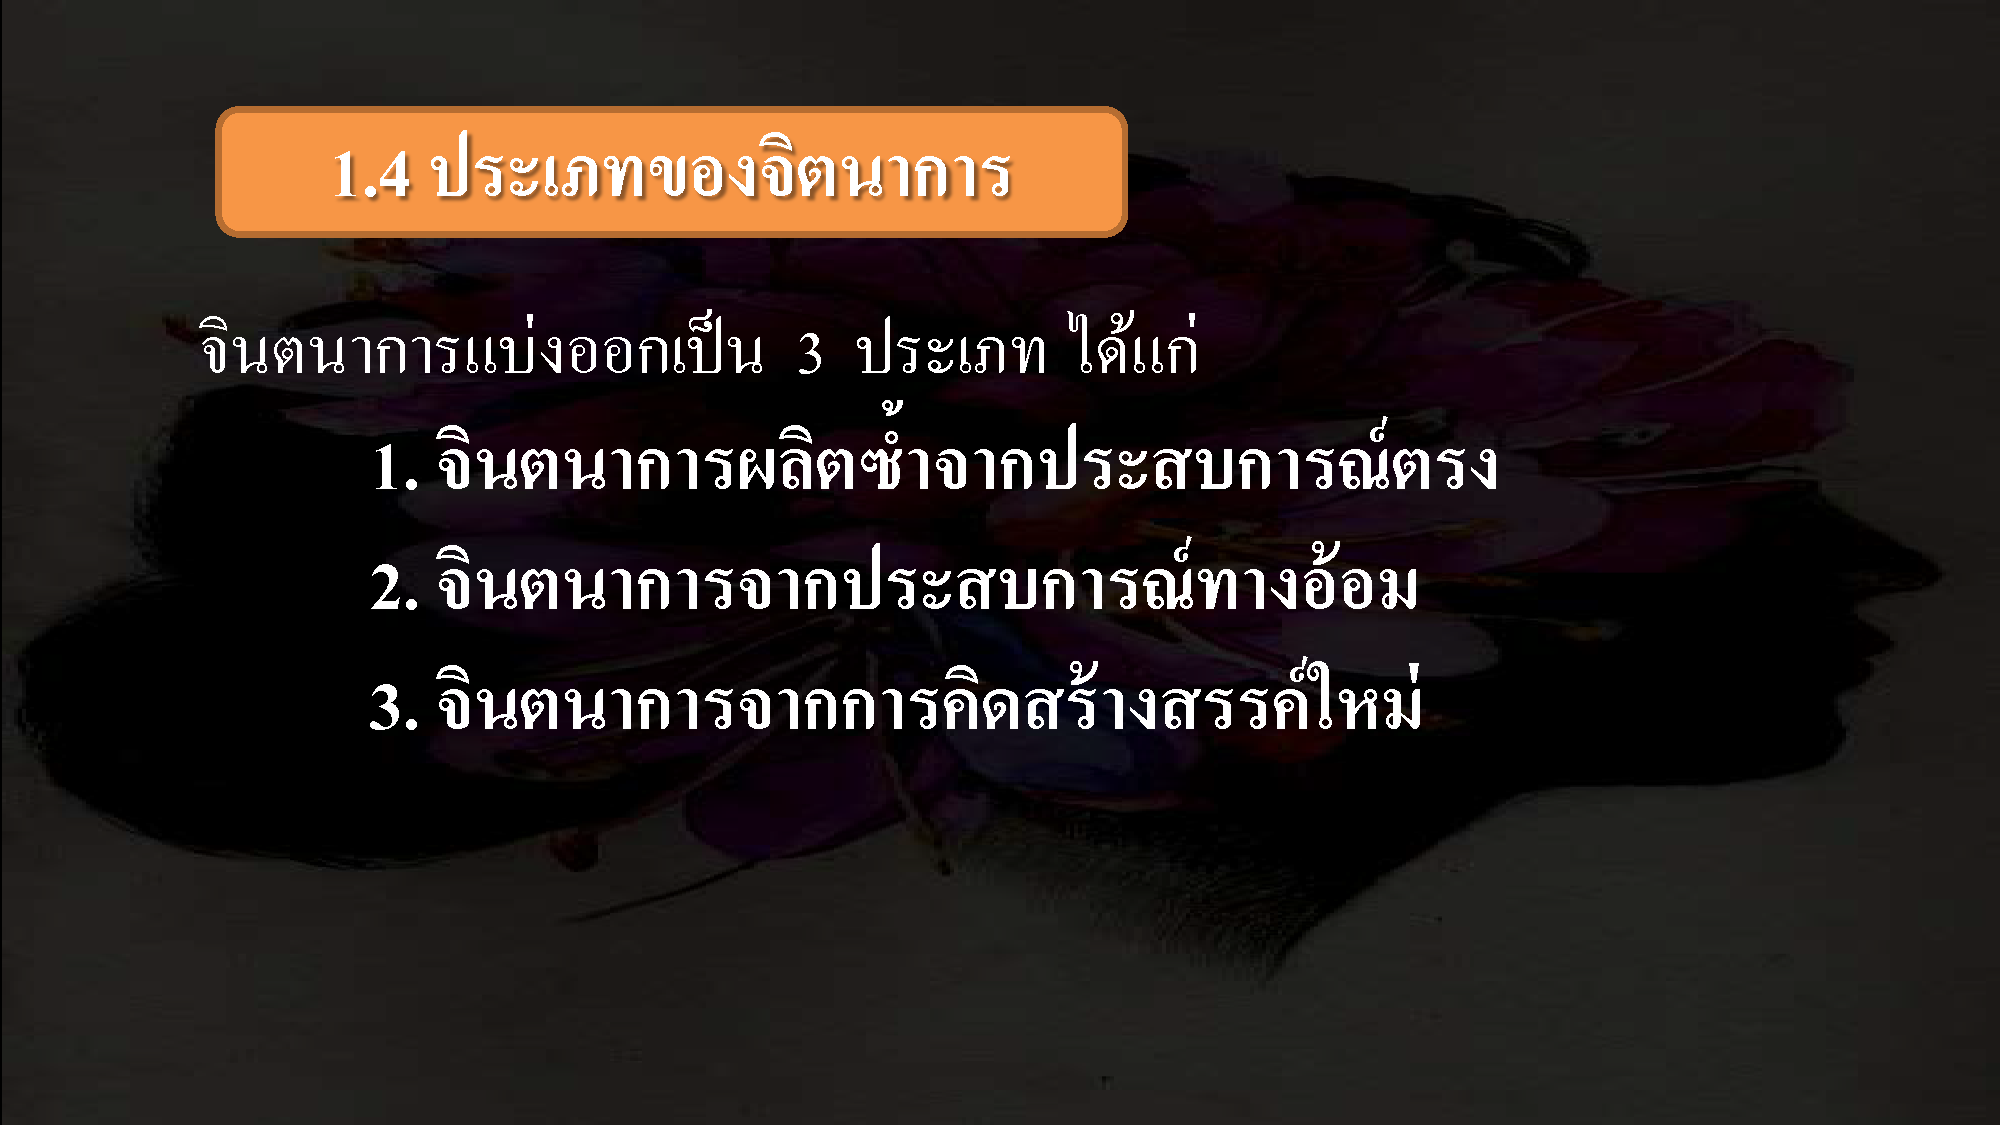 1.4 ประเภทของจิตนาการ
จินตนาการแบ่งออกเป็น 3 ประเภท ได้แก่
1. จินตนาการผลิตซ้ำจากประสบการณ์ตรง
2. จินตนาการจากประสบการณ์ทางอ้อม
3. จินตนาการจากการคิดสร้างสรรค์ใหม่